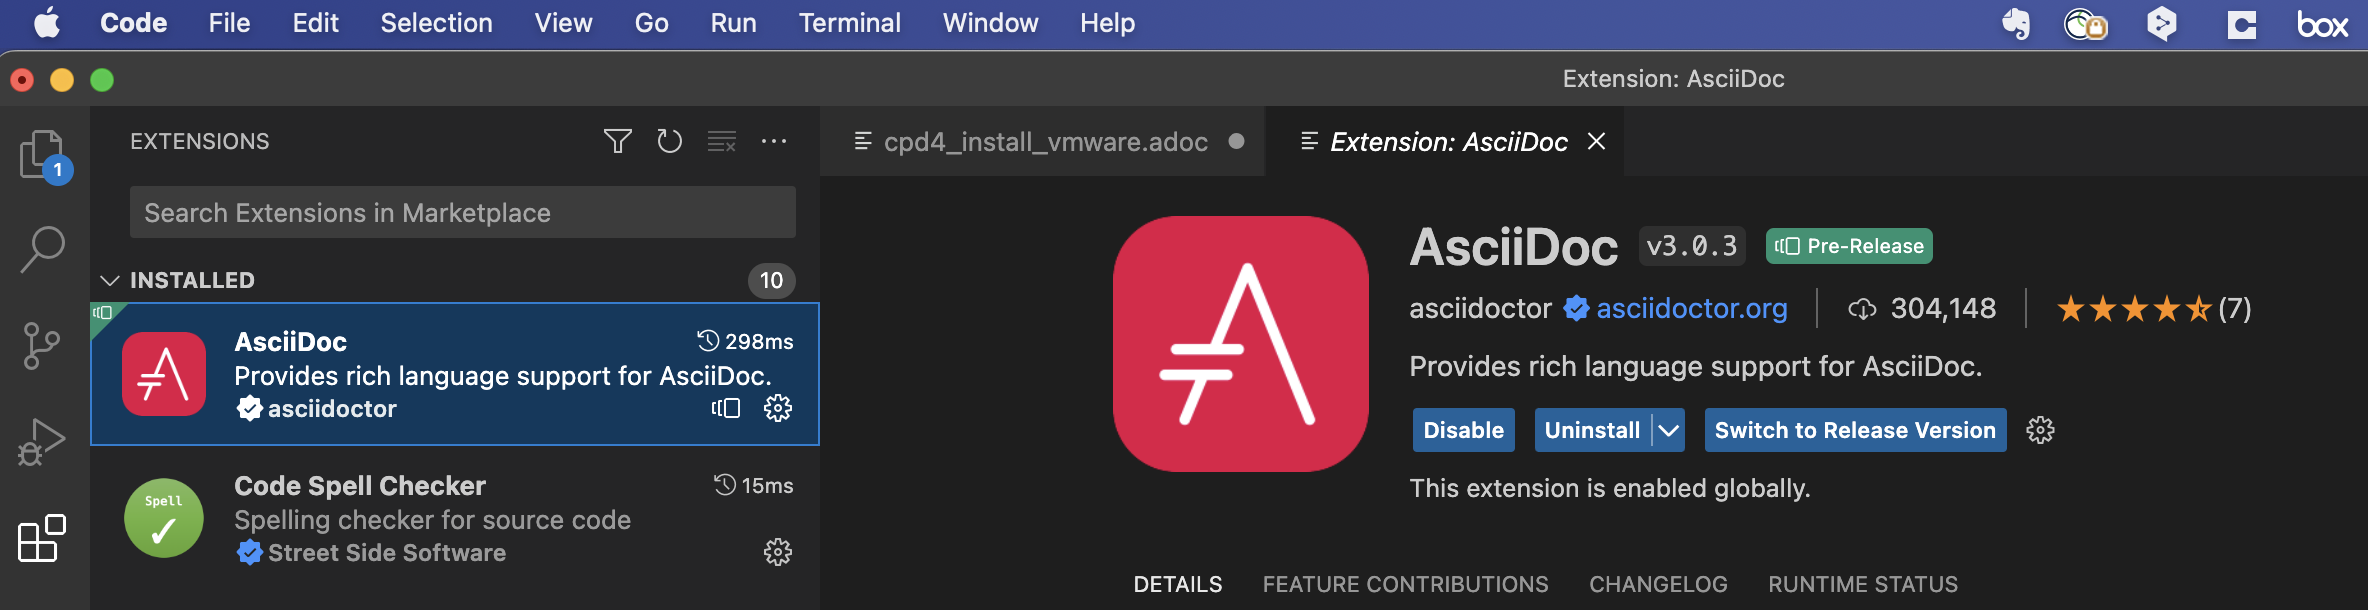 Code File Edit Selection View Go Run Terminal Window Help box
Extension: AsciiDoc
1
EXTENSIONS
Search Extensions in Marketplace
INSTALLED 10
AsciiDoc 298ms
Provides rich language support for AsciiDoc.
asciidoctor
Spell
Code Spell Checker 15ms
Spelling checker for source code
Street Side Software
cpd4_install_vmware.adoc
Extension: AsciiDoc
AsciiDoc v3.0.3 Pre-Release
asciidoctor asciidoctor.org 304,148 (7)
Provides rich language support for AsciiDoc.
Disable Uninstall Switch to Release Version
This extension is enabled globally.
DETAILS FEATURE CONTRIBUTIONS CHANGELOG RUNTIME STATUS